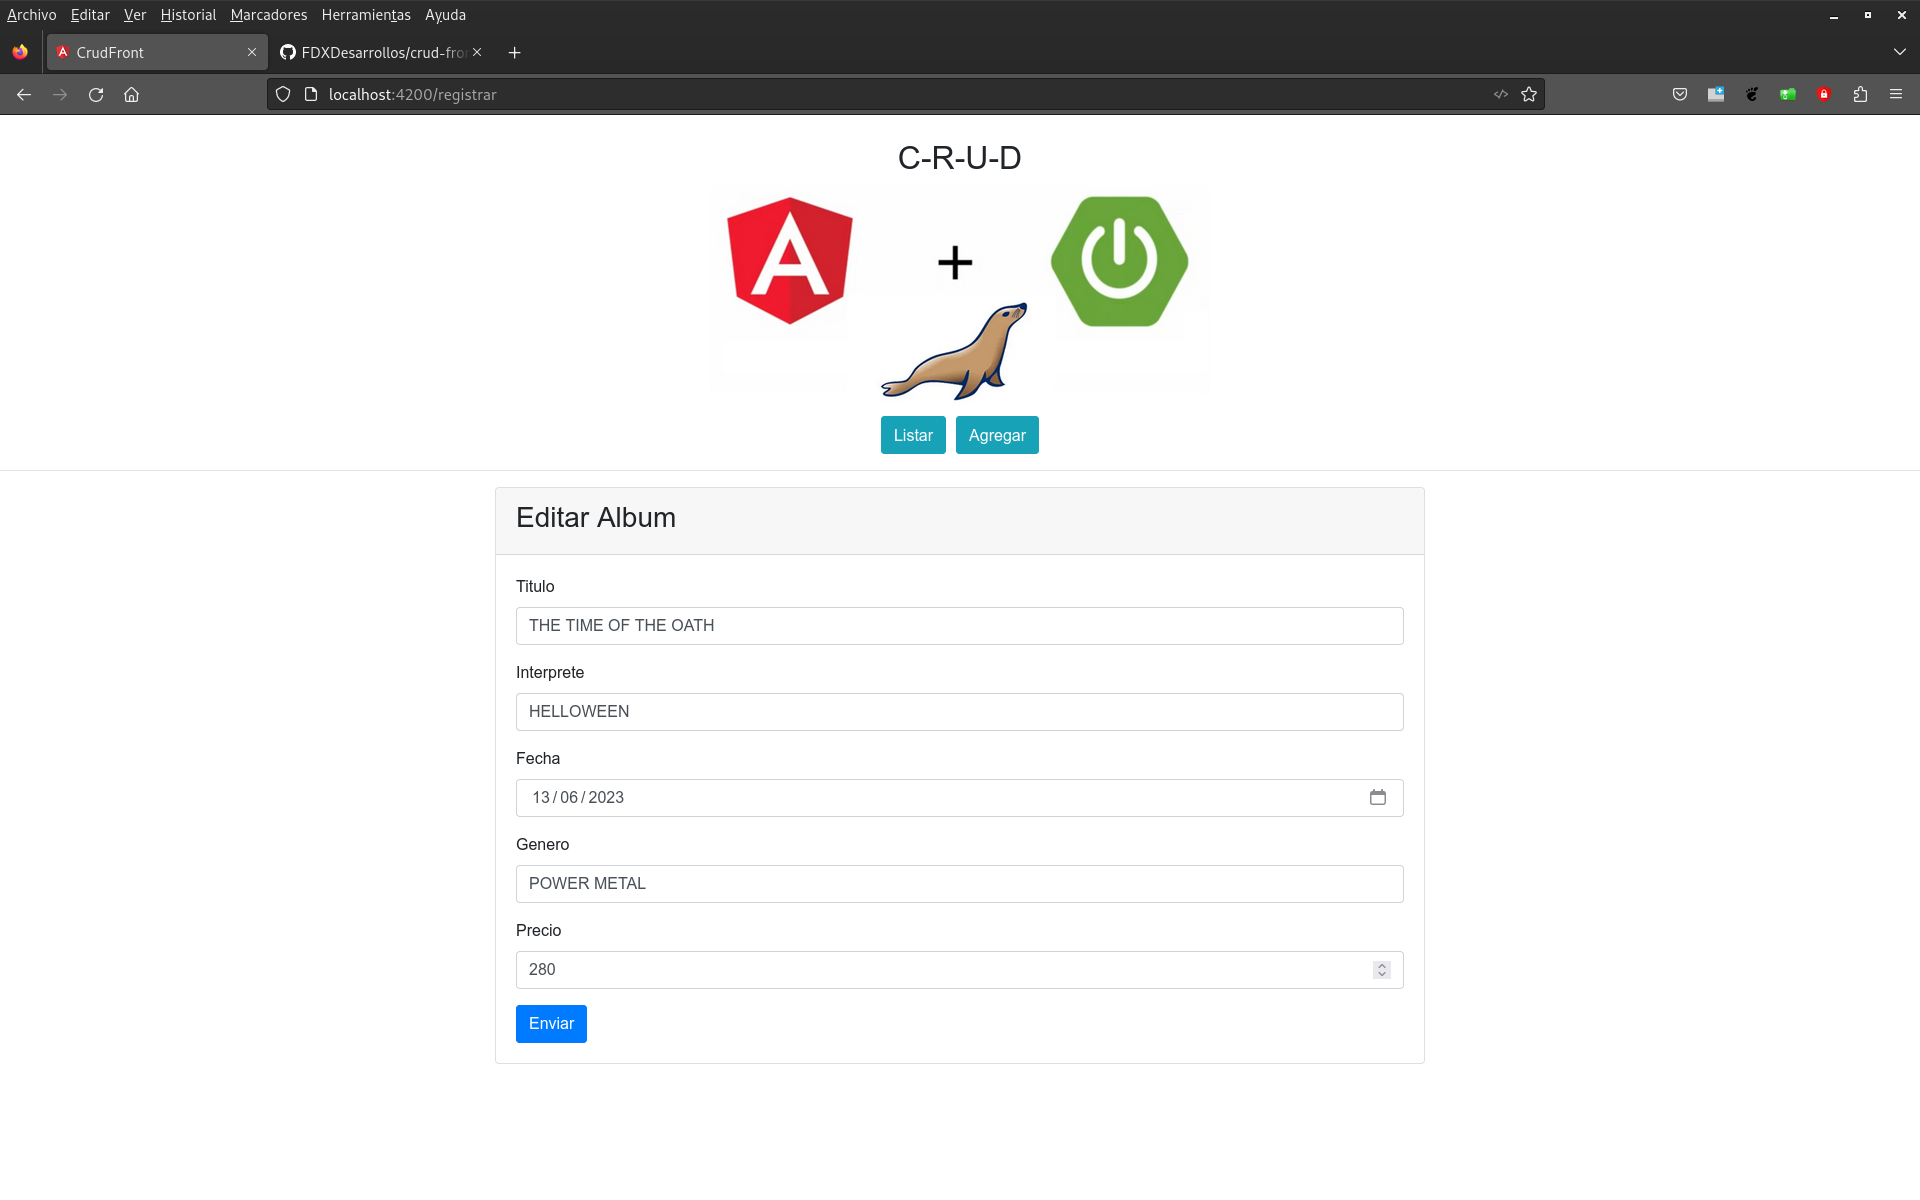 Archivo Editar Ver Historial Marcadores Herramientas Ayuda
CrudFront FDXDesarrollos/crud-fro
localhost:4200/registrar
C-R-U-D
A +
Listar Agregar
Editar Album
Titulo
THE TIME OF THE OATH
Interprete
HELLOWEEN
Fecha
13/06/2023
Genero
POWER METAL
Precio
280
Enviar